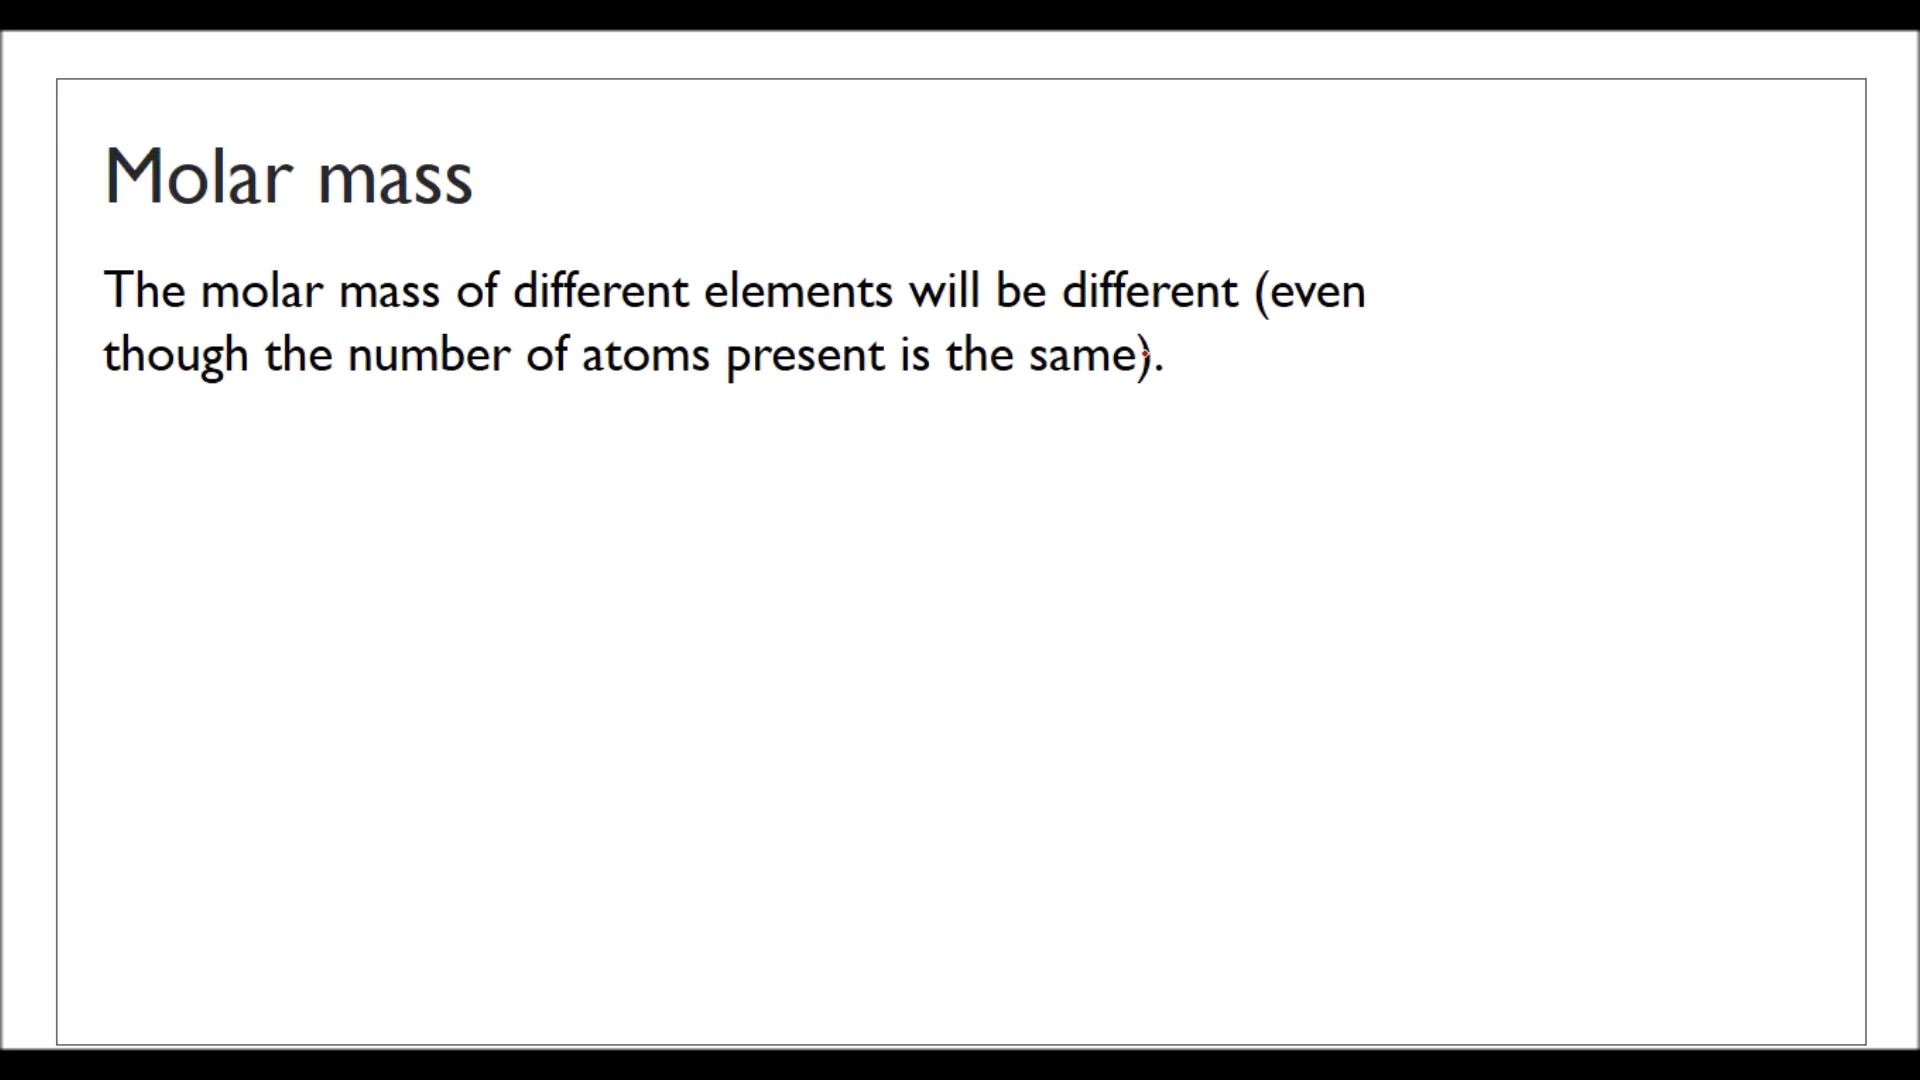 Molar mass
The molar mass of different elements will be different (even
though the number of atoms present is the same).